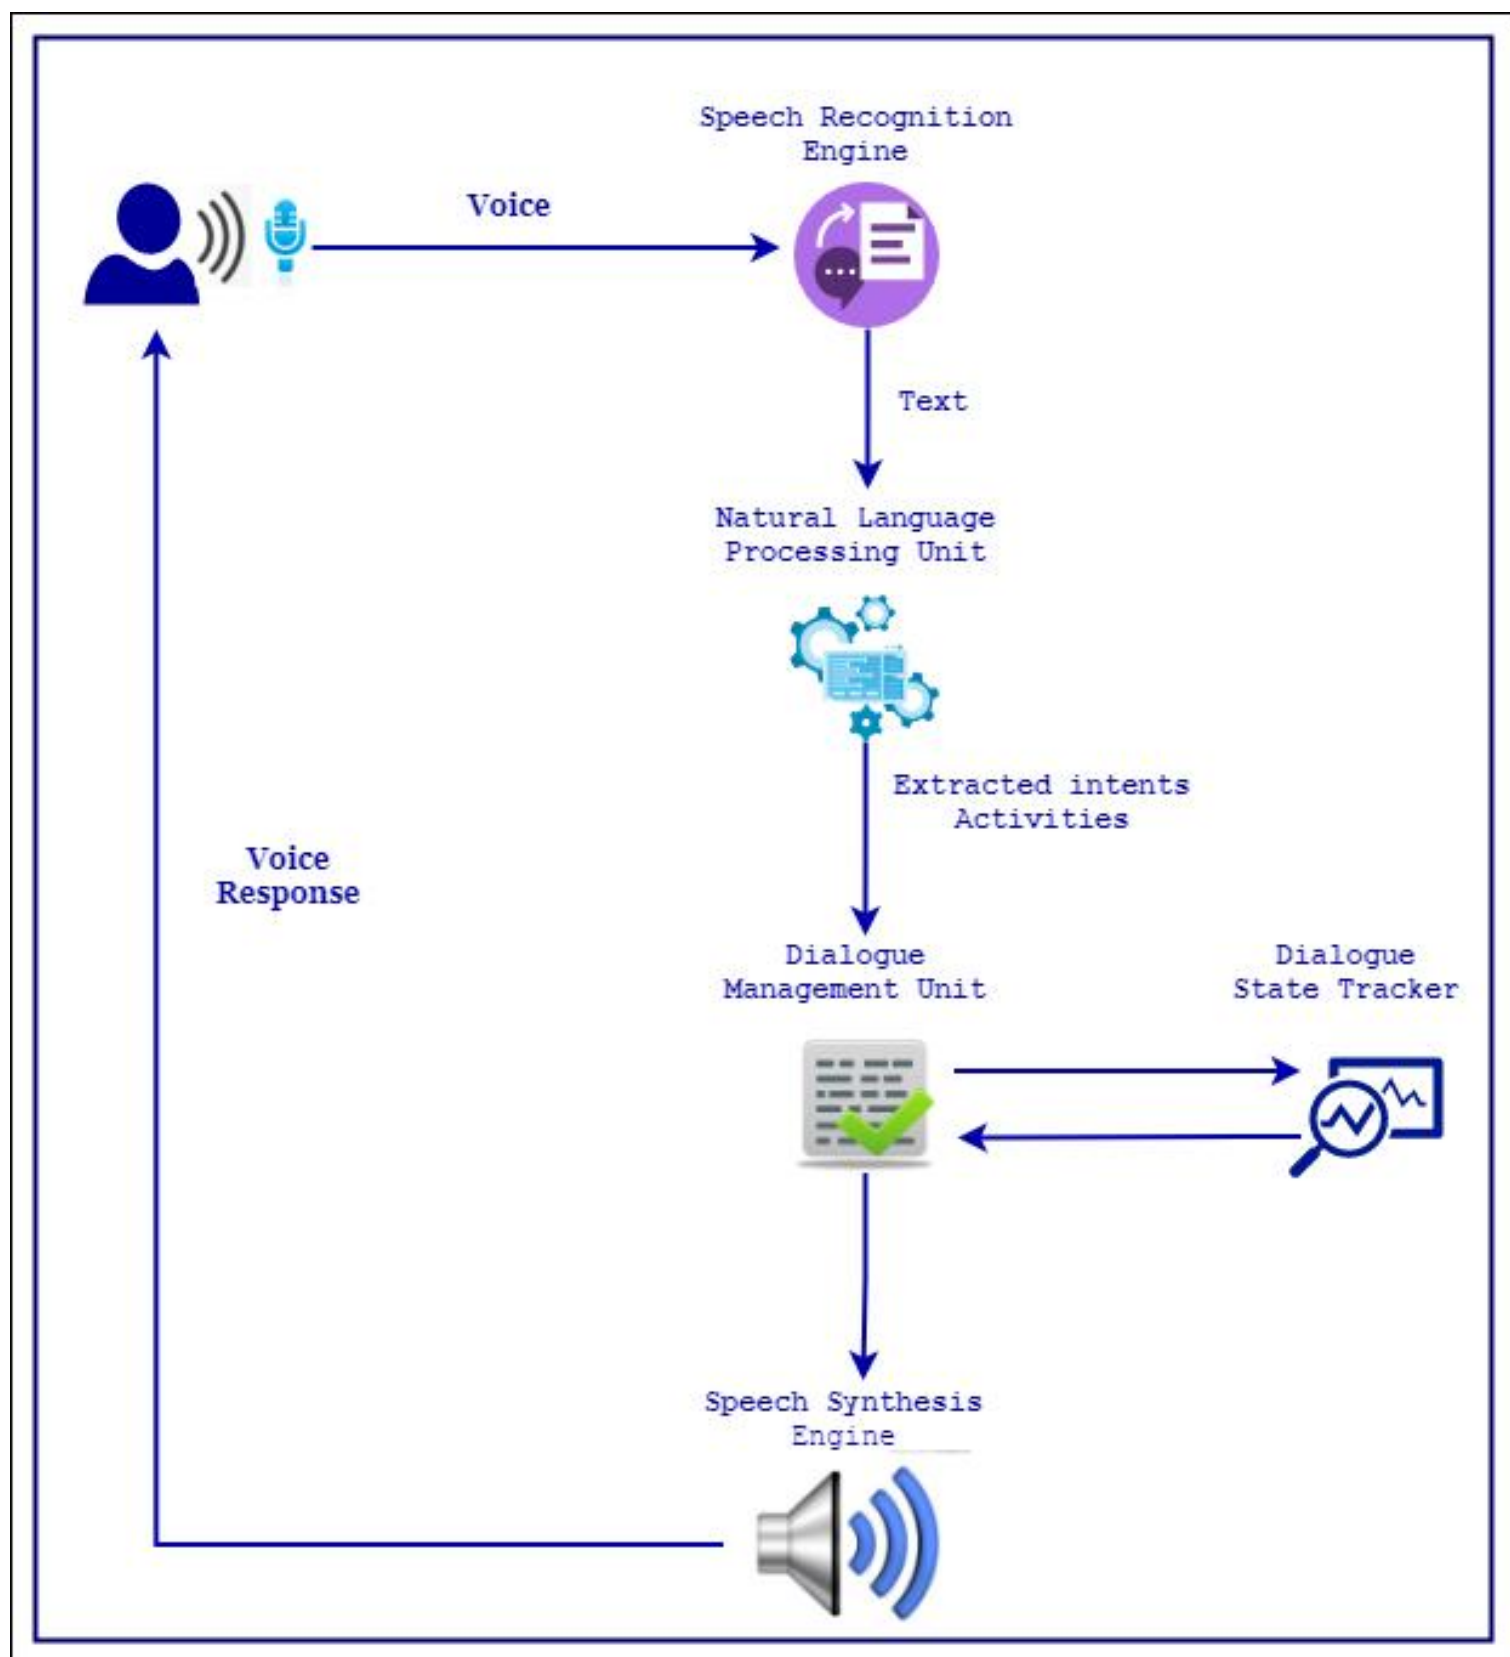 Speech Recognition
Engine
Voice
Text
Natural Language
Processing Unit
Extracted intents
Activities
Voice
Response
Dialogue
Management Unit
Dialogue
State Tracker
Speech Synthesis
Engine